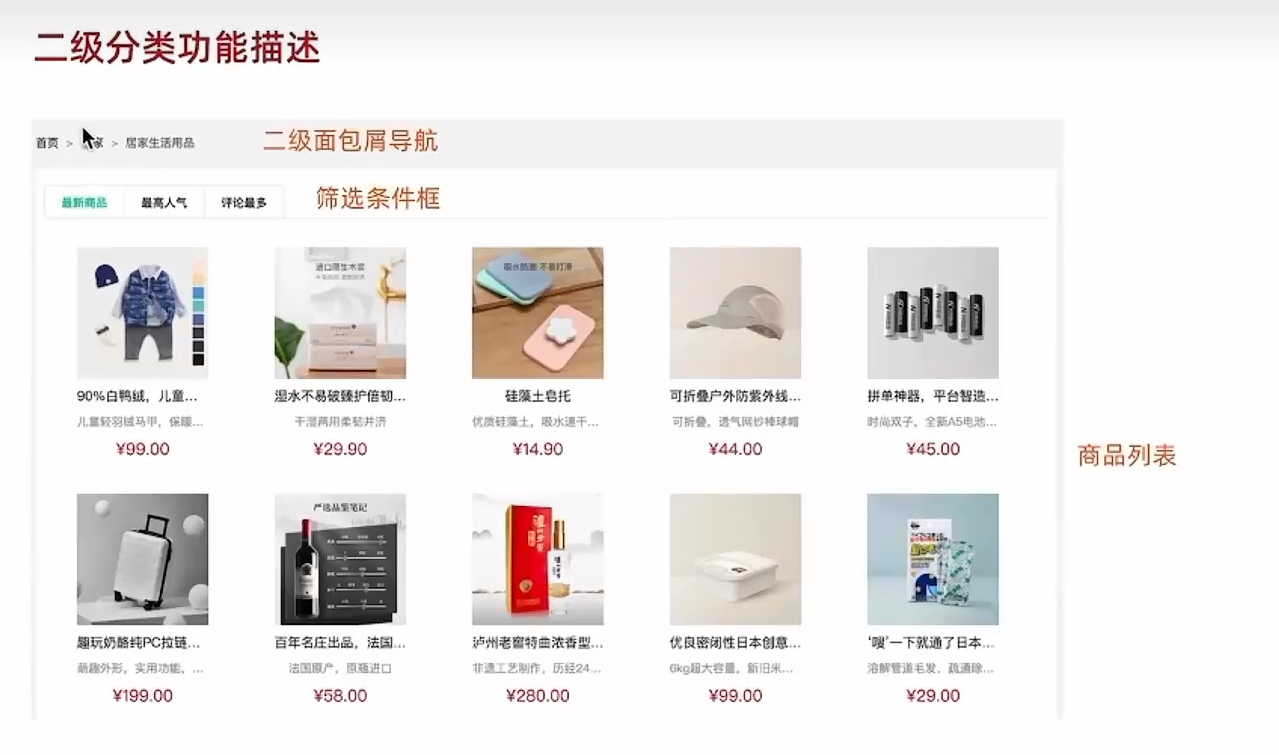 二级分类功能描述
首页 > 家 > 居家生活用品
二级面包屑导航
最新商品 最高人气 评论最多
筛选条件框
进口原生木浆
吸水防潮 不易打滑
90%白鸭绒，儿童...
湿水不易破臻护倍韧...
硅藻土皂托
可折叠户外防紫外线...
拼单神器，平台智造...
儿童轻羽绒马甲，保暖...
干湿两用柔韧并济
优质硅藻土，吸水速干...
可折叠，透气网纱棒球帽
时尚双子，全新A5电池...
¥99.00
¥29.90
¥14.90
¥44.00
¥45.00
商品列表
严选品鉴笔记
泸州老窖
趣玩奶酪纯PC拉链...
百年名庄出品，法国...
泸州老窖特曲浓香型...
优良密闭性日本创意...
‘嗖’一下就通了日本...
萌趣外形，实用功能，...
法国原产，原瓶进口
非遗工艺制作，历经24...
6kg超大容量。新旧米...
溶解管道毛发，疏通除...
¥199.00
¥58.00
¥280.00
¥99.00
¥29.00